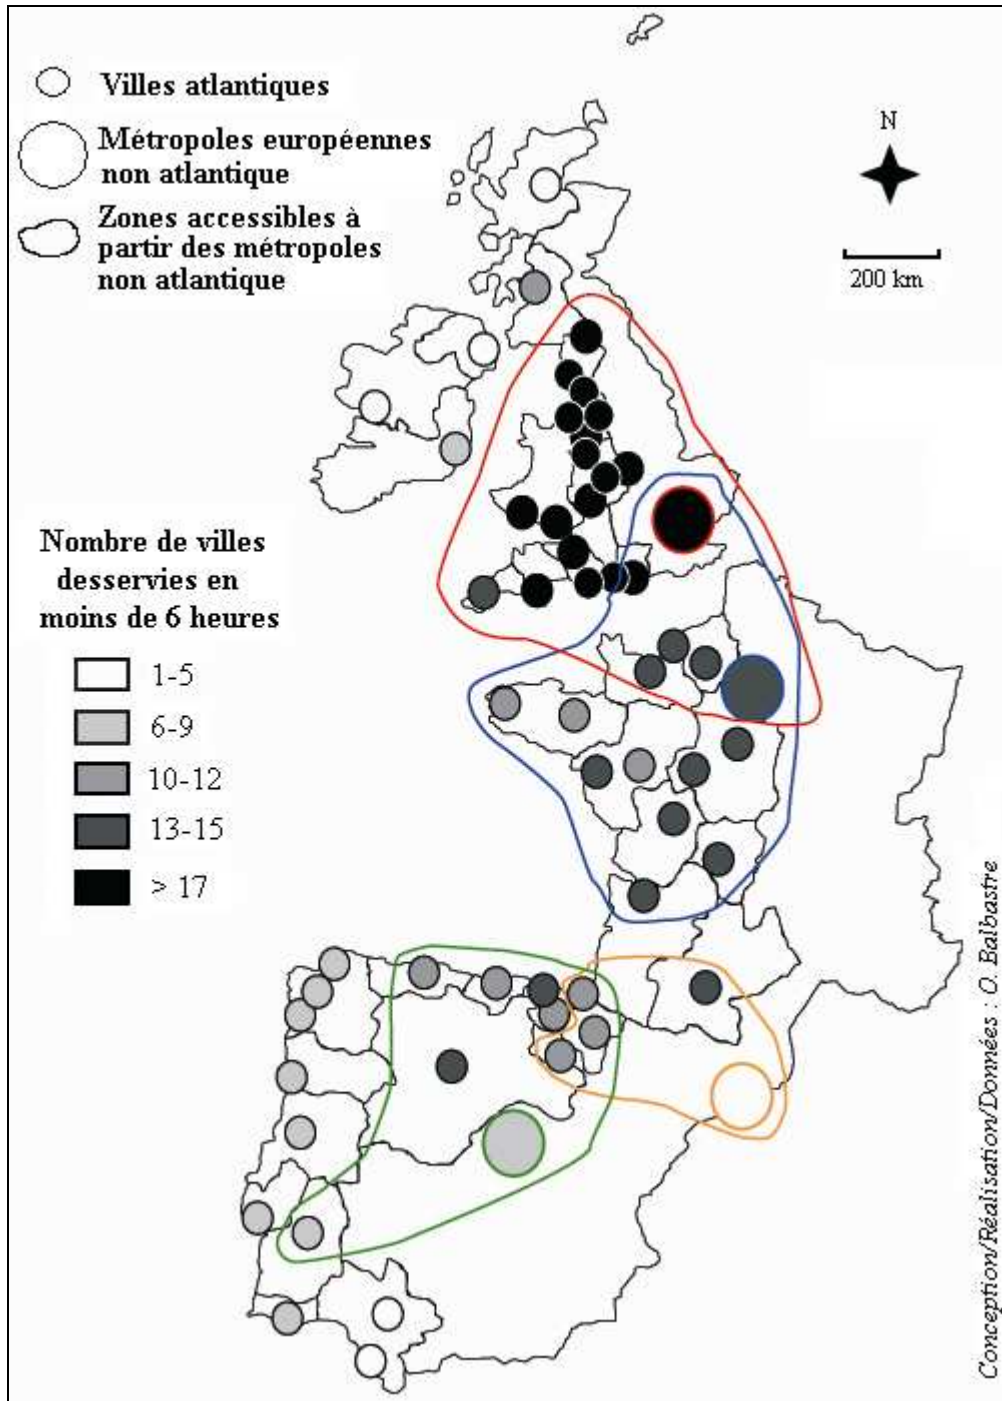 Villes atlantiques
Métropoles européennes
non atlantique
Zones accessibles à
partir des métropoles
non atlantique
N
200 km
Nombre de villes
desservies en
moins de 6 heures
1-5
6-9
10-12
13-15
> 17
Conception/Réalisation/Données : O. Balbastre